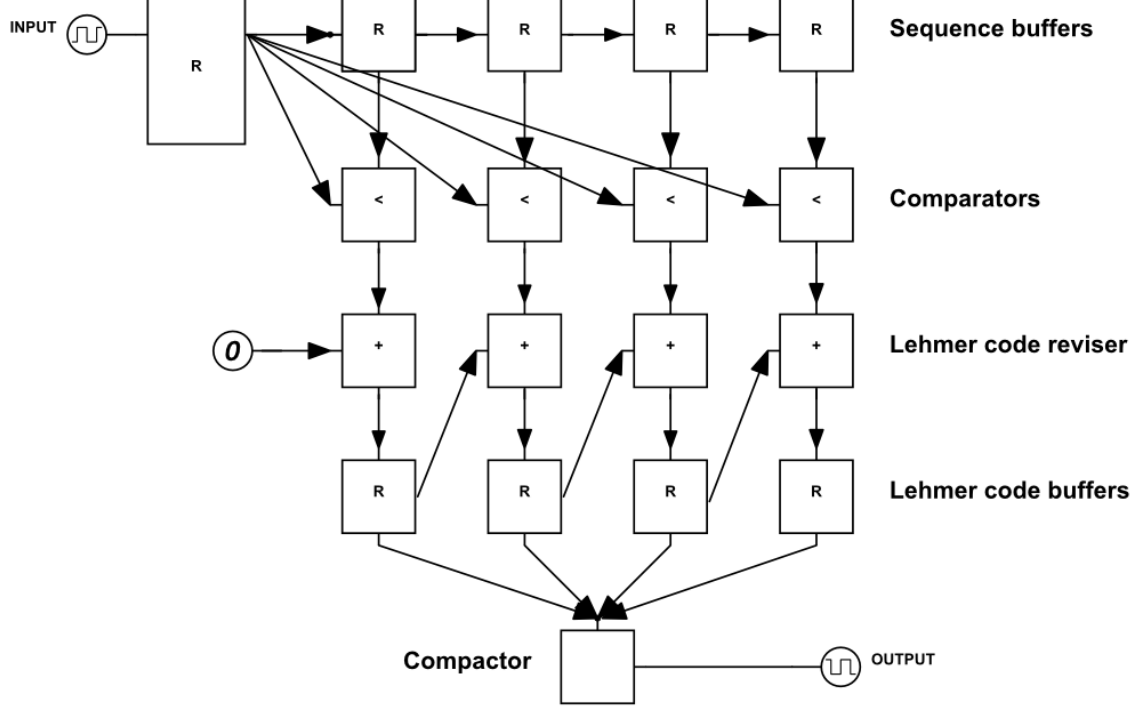 INPUT
R
R
R
R
R
Sequence buffers
<
<
<
<
Comparators
0
+
+
+
+
Lehmer code reviser
R
R
R
R
Lehmer code buffers
Compactor
OUTPUT